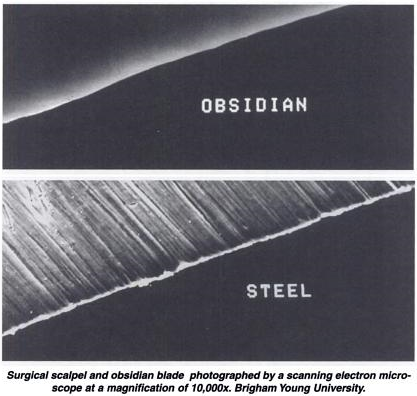 OBSIDIAN
STEEL
Surgical scalpel and obsidian blade photographed by a scanning electron micro-
scope at a magnification of 10,000x. Brigham Young University.